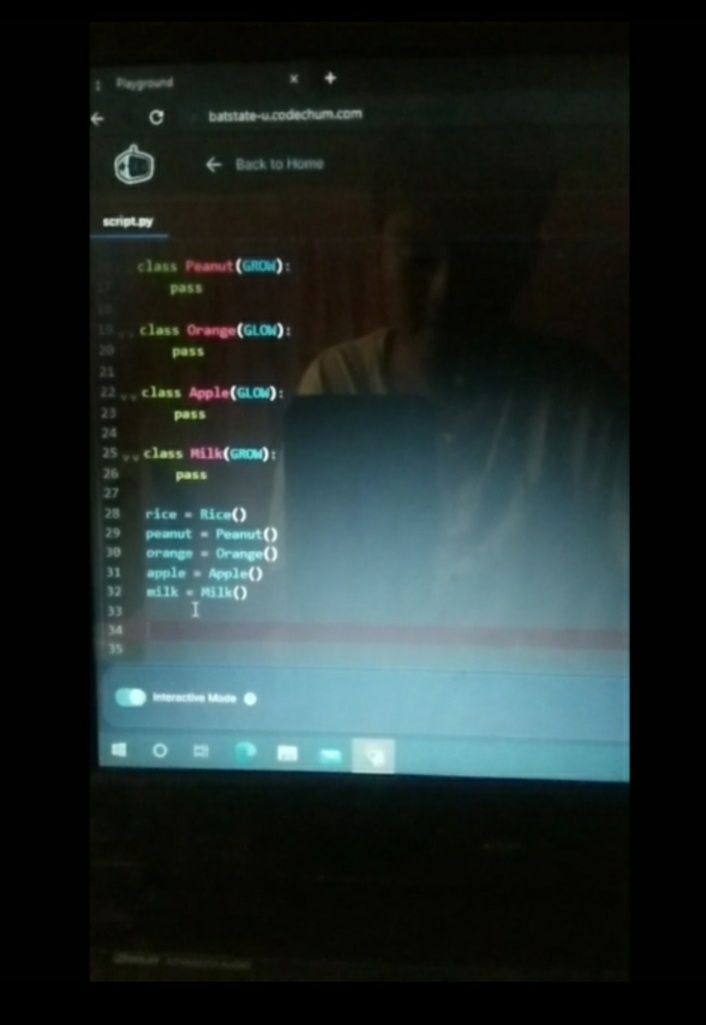 Playground
batstate-u.codechum.com
Back to Home
script.py
class Peanut(GROW):
17 pass
18
19 class Orange(GLOW):
20 pass
21
22 class Apple(GLOW):
23 pass
24
25 class Milk(GROW):
26 pass
27
28 rice = Rice()
29 peanut = Peanut()
30 orange = Orange()
31 apple = Apple()
32 milk = Milk()
33
34
35
Interactive Mode